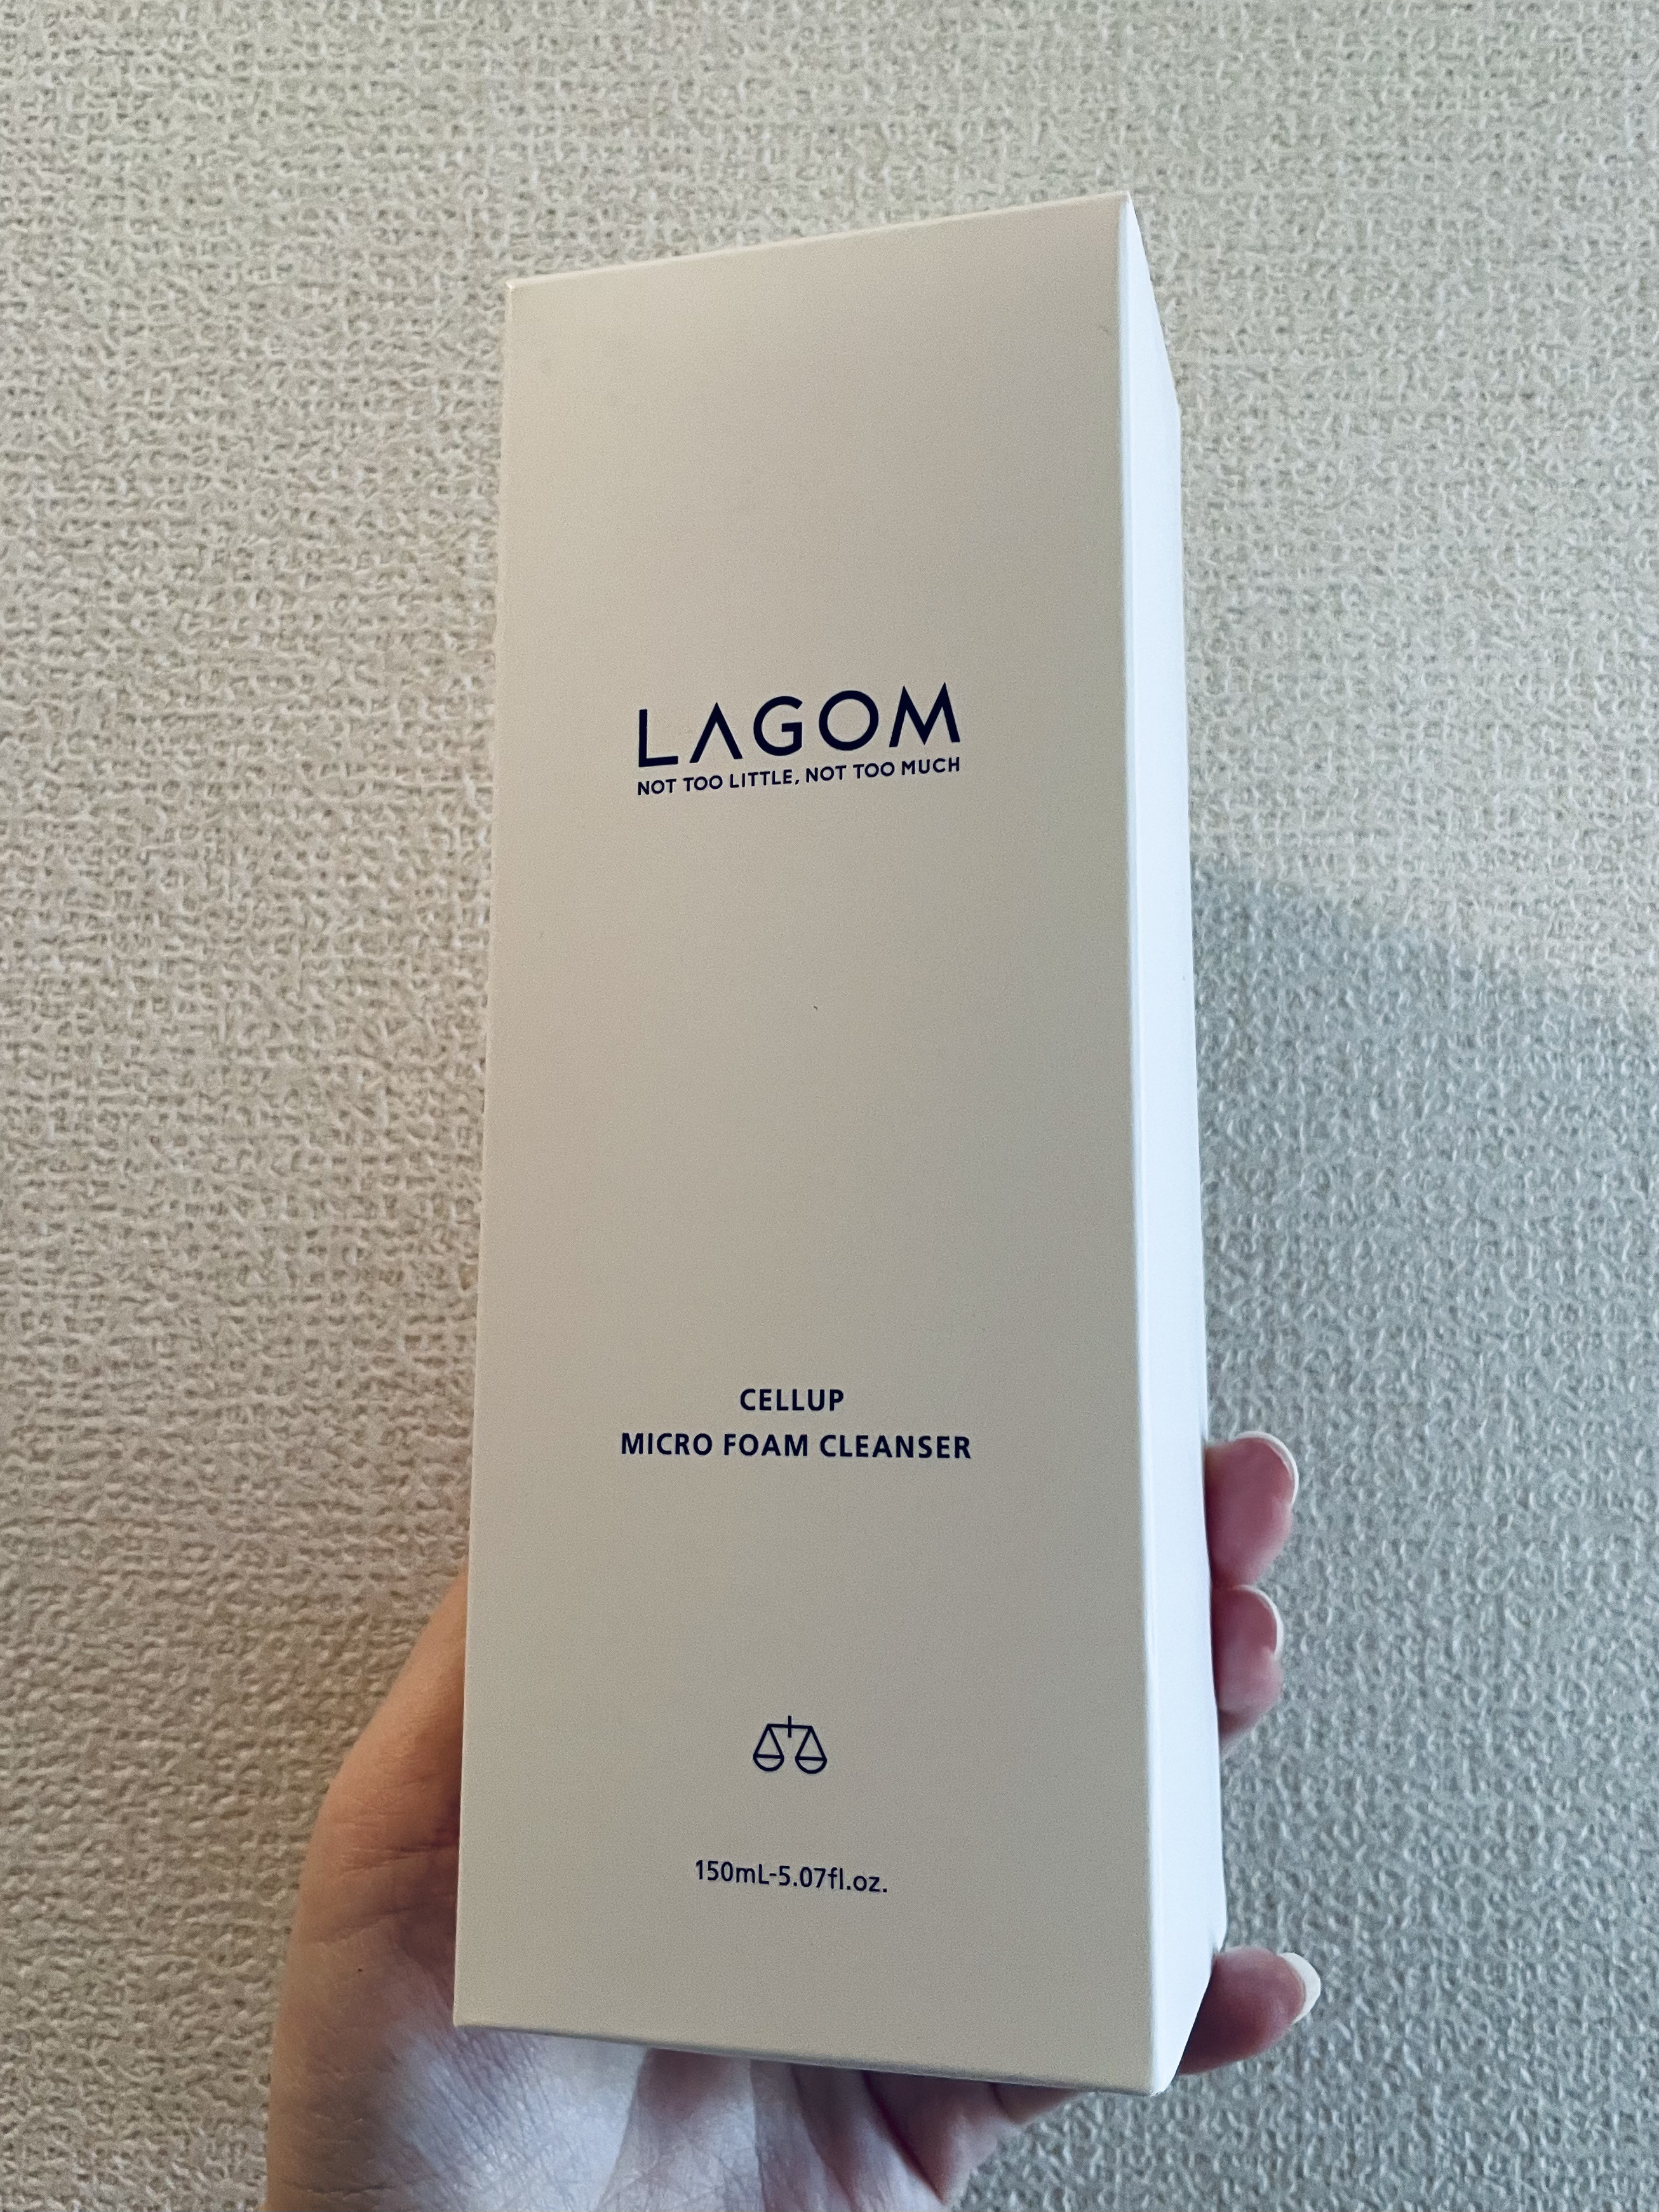 LAGOM
NOT TOO LITTLE, NOT TOO MUCH
CELLUP
MICRO FOAM CLEANSER
150mL-5.07fl.oz.